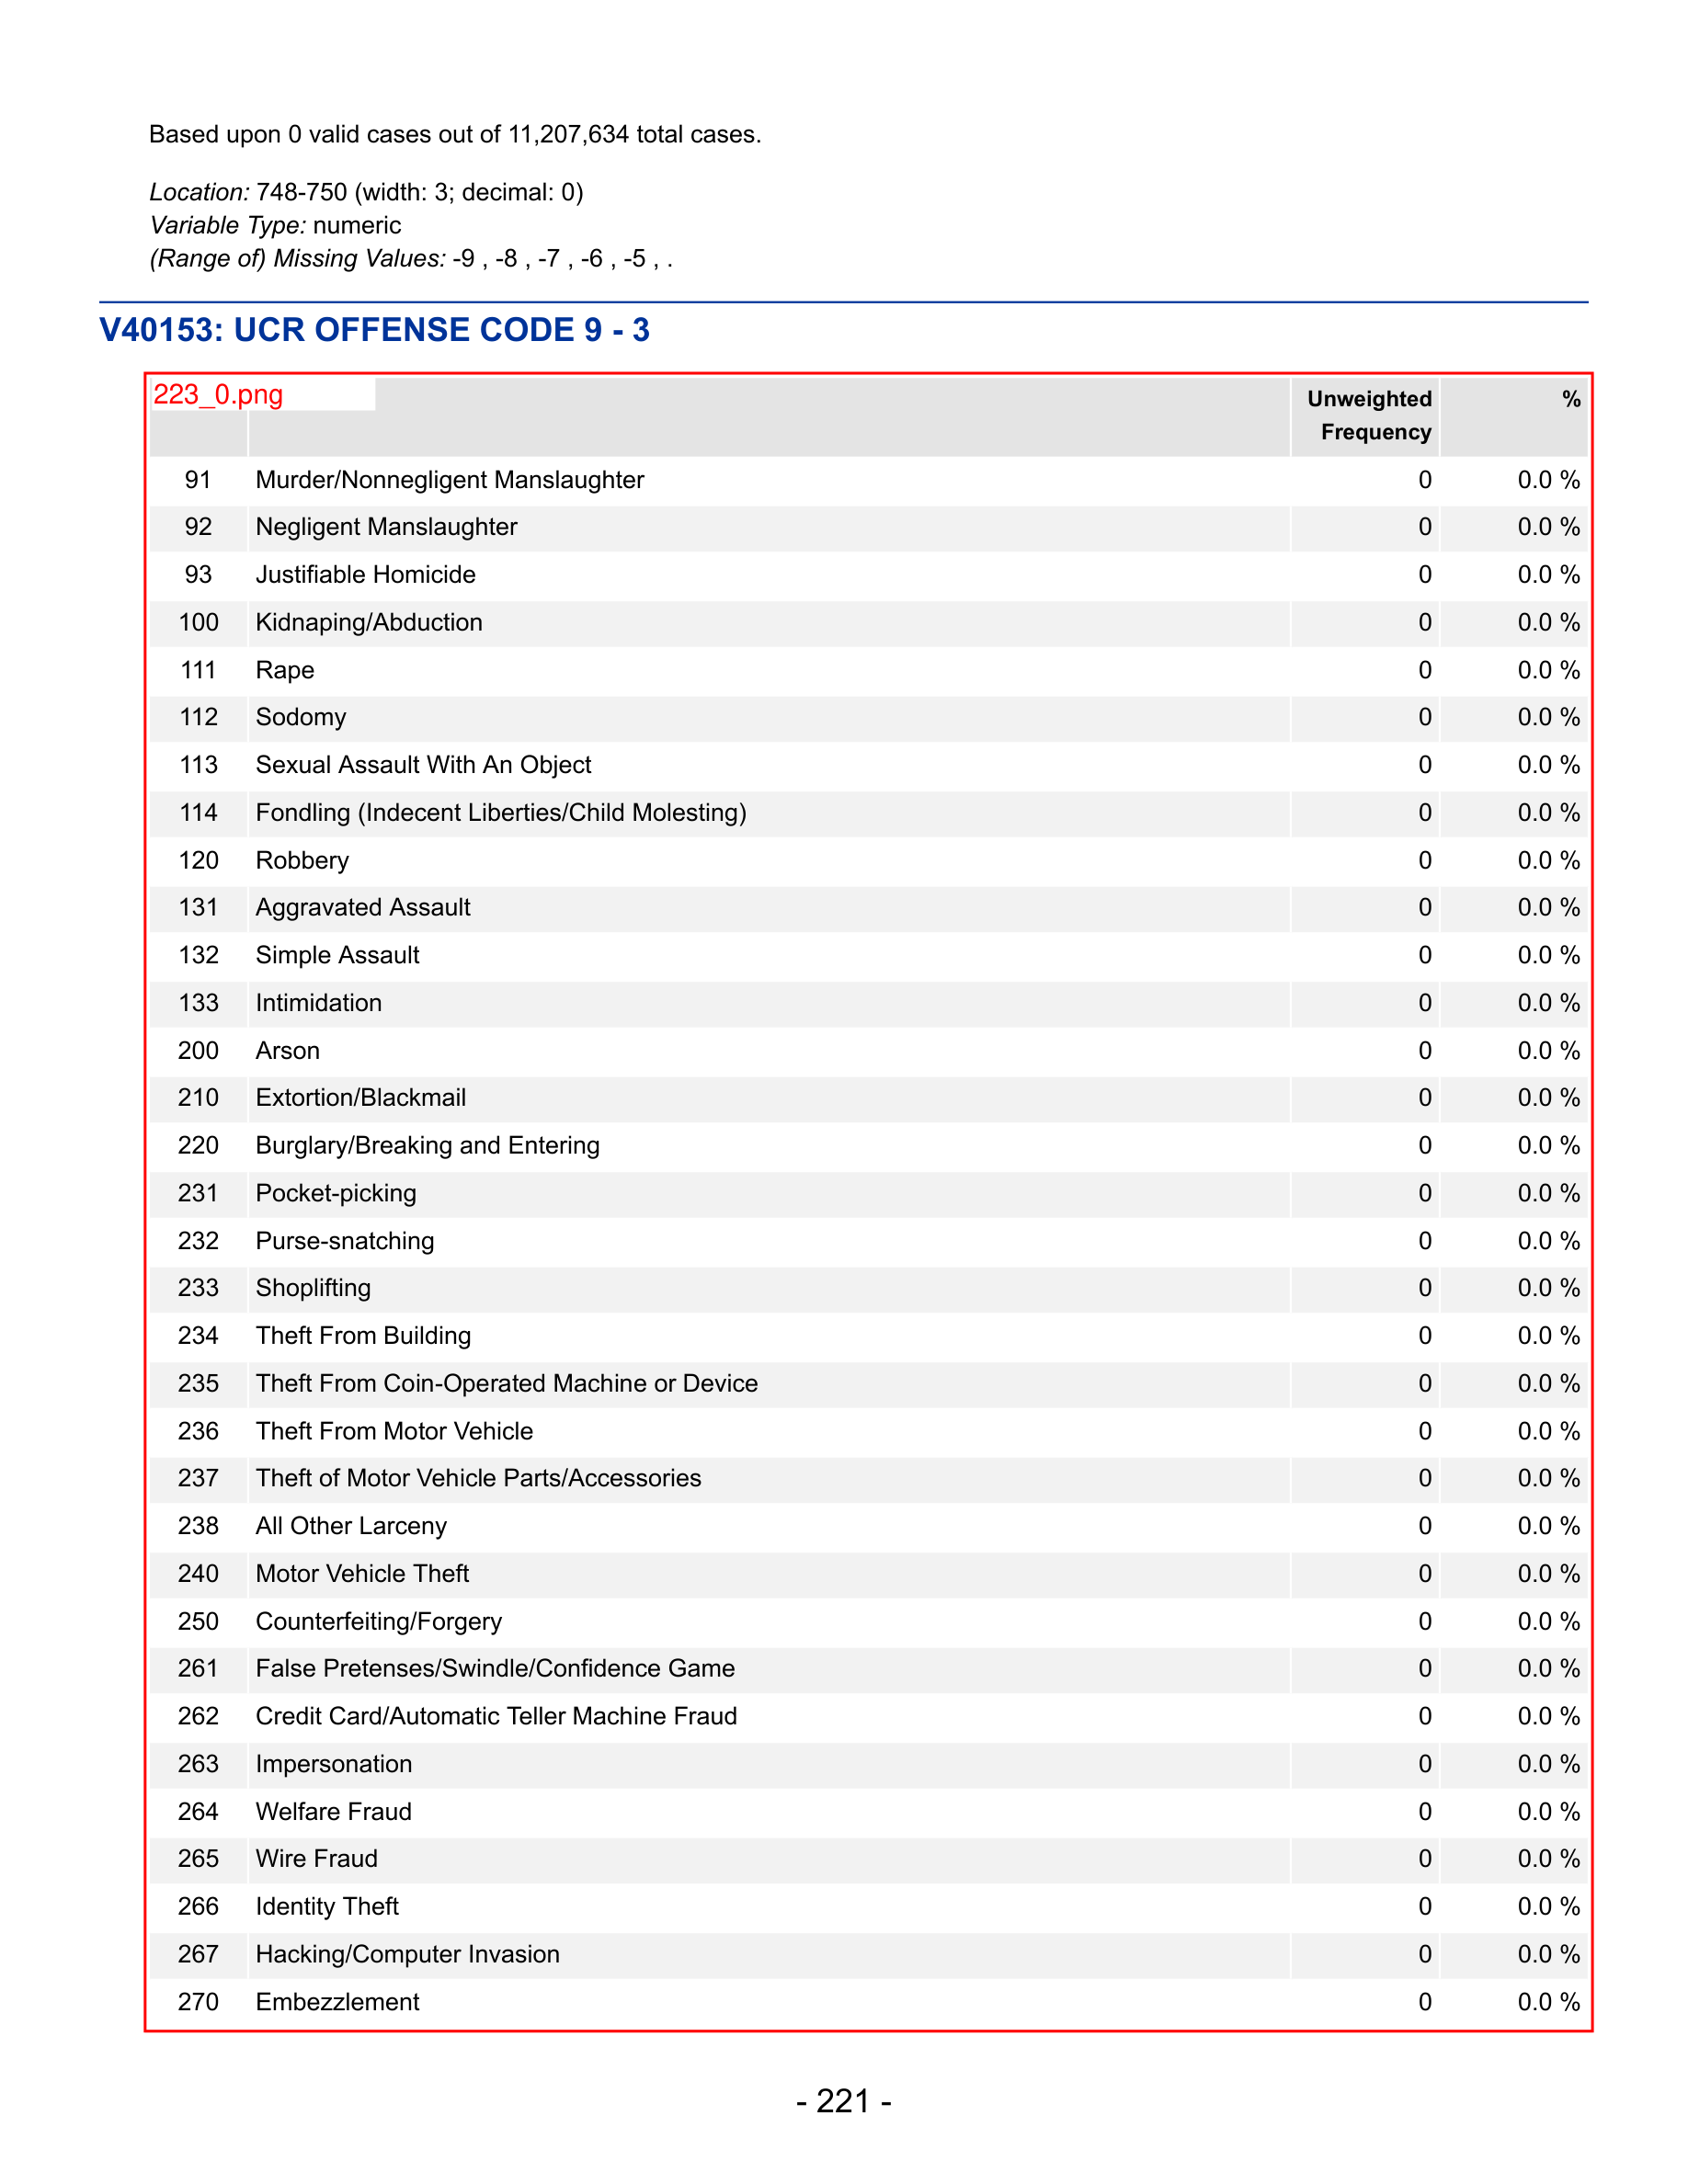 Based upon 0 valid cases out of 11,207,634 total cases.
Location: 748-750 (width: 3; decimal: 0)
Variable Type: numeric
(Range of) Missing Values: -9 , -8 , -7 , -6 , -5 , .
V40153: UCR OFFENSE CODE 9 - 3
223_0.png
Unweighted Frequency %
91 Murder/Nonnegligent Manslaughter 0 0.0 %
92 Negligent Manslaughter 0 0.0 %
93 Justifiable Homicide 0 0.0 %
100 Kidnaping/Abduction 0 0.0 %
111 Rape 0 0.0 %
112 Sodomy 0 0.0 %
113 Sexual Assault With An Object 0 0.0 %
114 Fondling (Indecent Liberties/Child Molesting) 0 0.0 %
120 Robbery 0 0.0 %
131 Aggravated Assault 0 0.0 %
132 Simple Assault 0 0.0 %
133 Intimidation 0 0.0 %
200 Arson 0 0.0 %
210 Extortion/Blackmail 0 0.0 %
220 Burglary/Breaking and Entering 0 0.0 %
231 Pocket-picking 0 0.0 %
232 Purse-snatching 0 0.0 %
233 Shoplifting 0 0.0 %
234 Theft From Building 0 0.0 %
235 Theft From Coin-Operated Machine or Device 0 0.0 %
236 Theft From Motor Vehicle 0 0.0 %
237 Theft of Motor Vehicle Parts/Accessories 0 0.0 %
238 All Other Larceny 0 0.0 %
240 Motor Vehicle Theft 0 0.0 %
250 Counterfeiting/Forgery 0 0.0 %
261 False Pretenses/Swindle/Confidence Game 0 0.0 %
262 Credit Card/Automatic Teller Machine Fraud 0 0.0 %
263 Impersonation 0 0.0 %
264 Welfare Fraud 0 0.0 %
265 Wire Fraud 0 0.0 %
266 Identity Theft 0 0.0 %
267 Hacking/Computer Invasion 0 0.0 %
270 Embezzlement 0 0.0 %
- 221 -